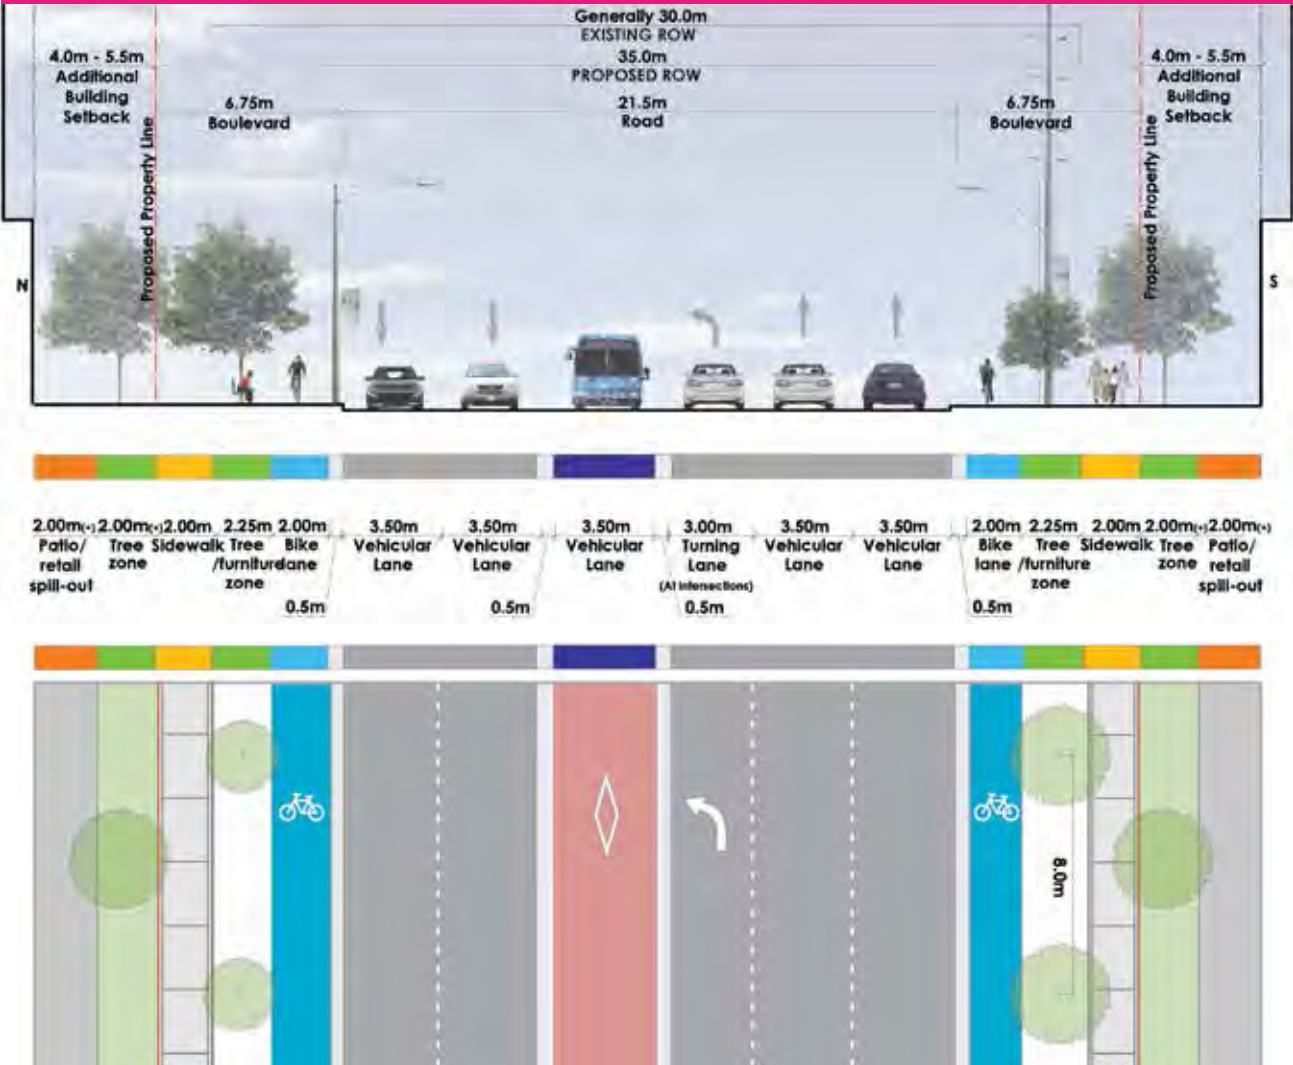 Generally 30.0m
EXISTING ROW
35.0m
PROPOSED ROW
4.0m - 5.5m
Additional
Building
Setback
6.75m
Boulevard
21.5m
Road
6.75m
Boulevard
4.0m - 5.5m
Additional
Building
Setback
Proposed Property Line
Proposed Property Line
N
S
2.00m(+) 2.00m(+) 2.00m 2.25m 2.00m 3.50m 3.50m 3.50m 3.00m 3.50m 3.50m 2.00m 2.25m 2.00m 2.00m(+) 2.00m(+)
Patio/
retail
spill-out
Tree
zone
Sidewalk
Tree
/furniture
zone
Bike
lane
Vehicular
Lane
Vehicular
Lane
Vehicular
Lane
Turning
Lane
(At intersections)
Vehicular
Lane
Vehicular
Lane
Bike
lane
Tree
/furniture
zone
Sidewalk
Tree
zone
Patio/
retail
spill-out
0.5m
0.5m
0.5m
0.5m
8.0m